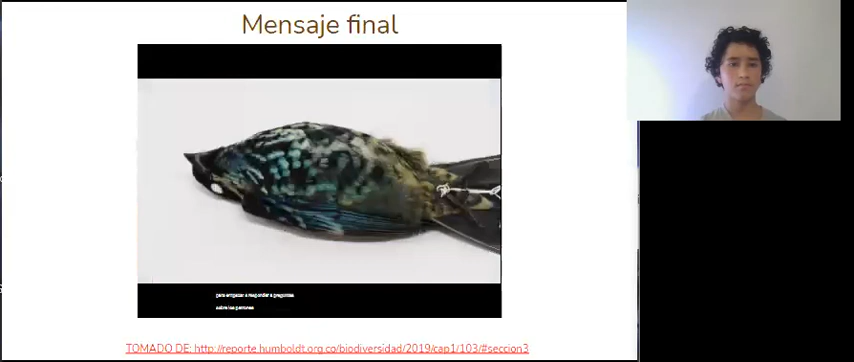 Mensaje final
para empezar a responder a preguntas
sobre los patrones
TOMADO DE: http://reporte.humboldt.org.co/biodiversidad/2019/cap1/103/#seccion3